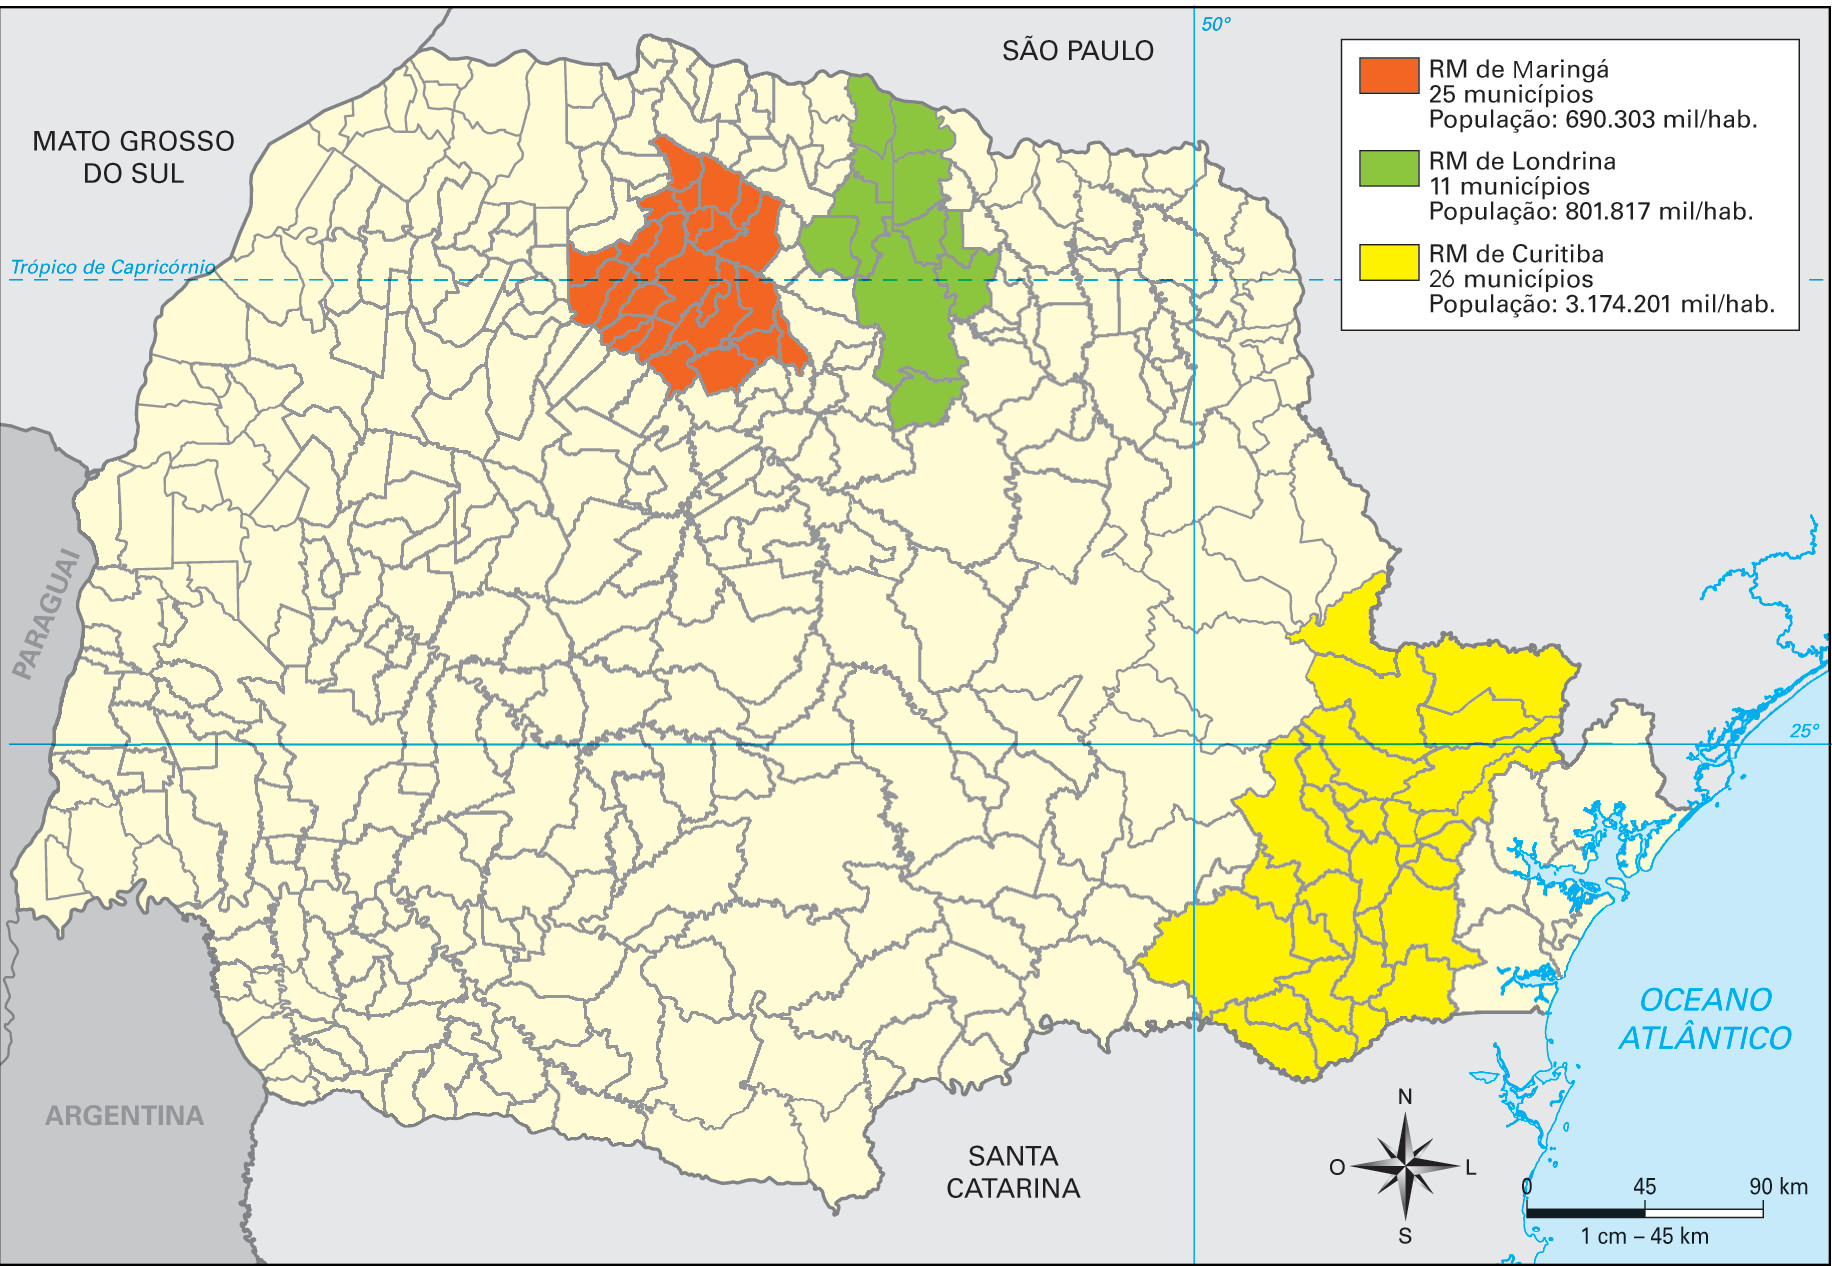 SÃO PAULO
50°
RM de Maringá
25 municípios
População: 690.303 mil/hab.
RM de Londrina
11 municípios
População: 801.817 mil/hab.
RM de Curitiba
26 municípios
População: 3.174.201 mil/hab.
MATO GROSSO
DO SUL
Trópico de Capricórnio
PARAGUAI
25°
OCEANO
ATLÂNTICO
ARGENTINA
SANTA
CATARINA
N
O
L
S
0 45 90 km
1 cm – 45 km